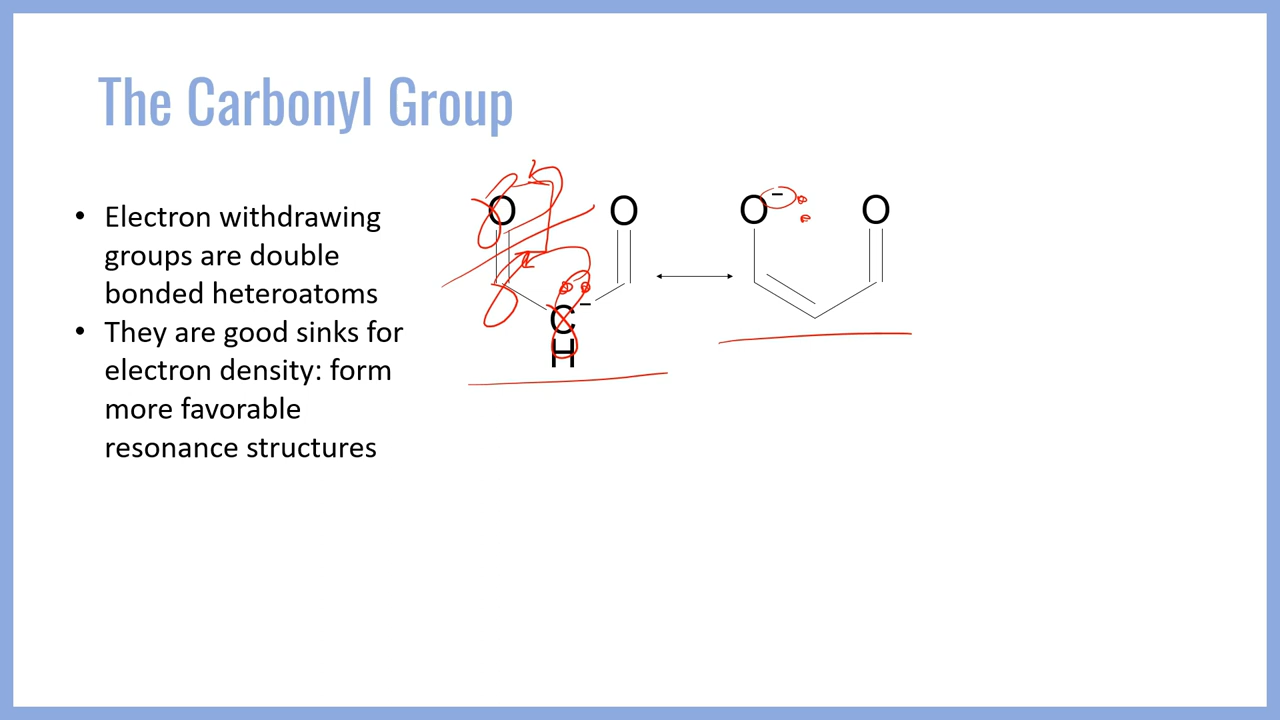 The Carbonyl Group
• Electron withdrawing
groups are double
bonded heteroatoms
• They are good sinks for
electron density: form
more favorable
resonance structures
O O O⁻ O
C⁻
H